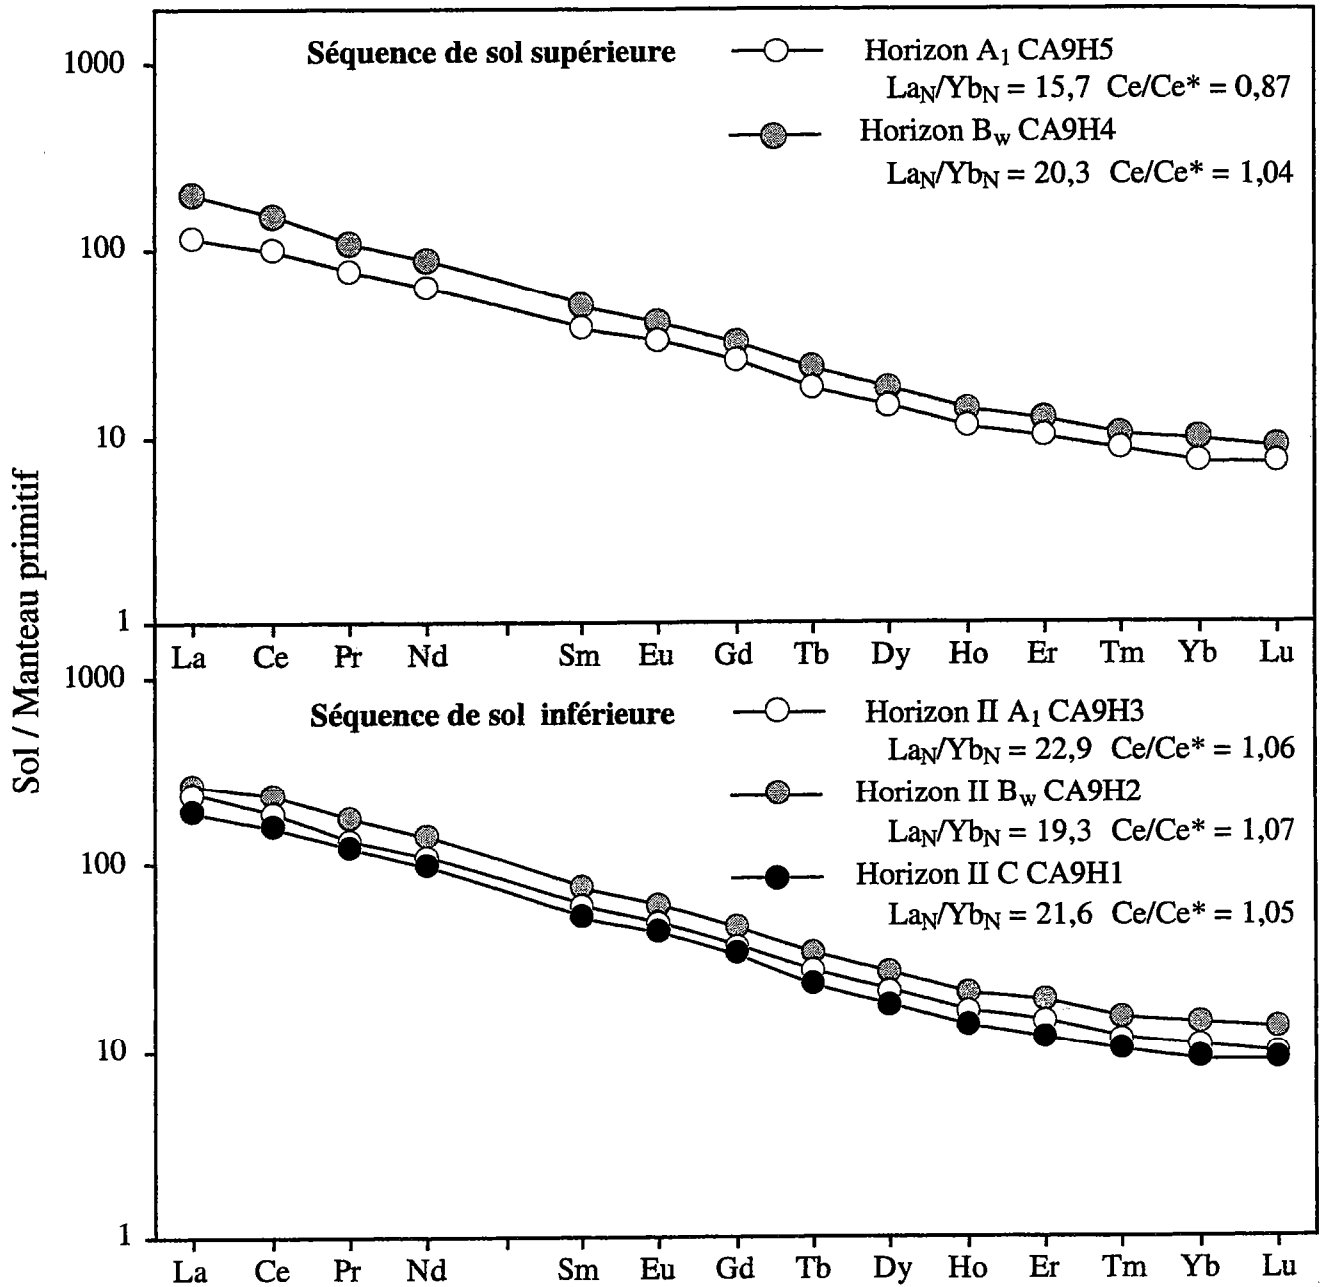 Sol / Manteau primitif
Séquence de sol supérieure
Horizon A1 CA9H5
LaN/YbN = 15,7 Ce/Ce* = 0,87
Horizon Bw CA9H4
LaN/YbN = 20,3 Ce/Ce* = 1,04
1000
100
10
1
La Ce Pr Nd Sm Eu Gd Tb Dy Ho Er Tm Yb Lu
Séquence de sol inférieure
Horizon II A1 CA9H3
LaN/YbN = 22,9 Ce/Ce* = 1,06
Horizon II Bw CA9H2
LaN/YbN = 19,3 Ce/Ce* = 1,07
Horizon II C CA9H1
LaN/YbN = 21,6 Ce/Ce* = 1,05
1000
100
10
1
La Ce Pr Nd Sm Eu Gd Tb Dy Ho Er Tm Yb Lu